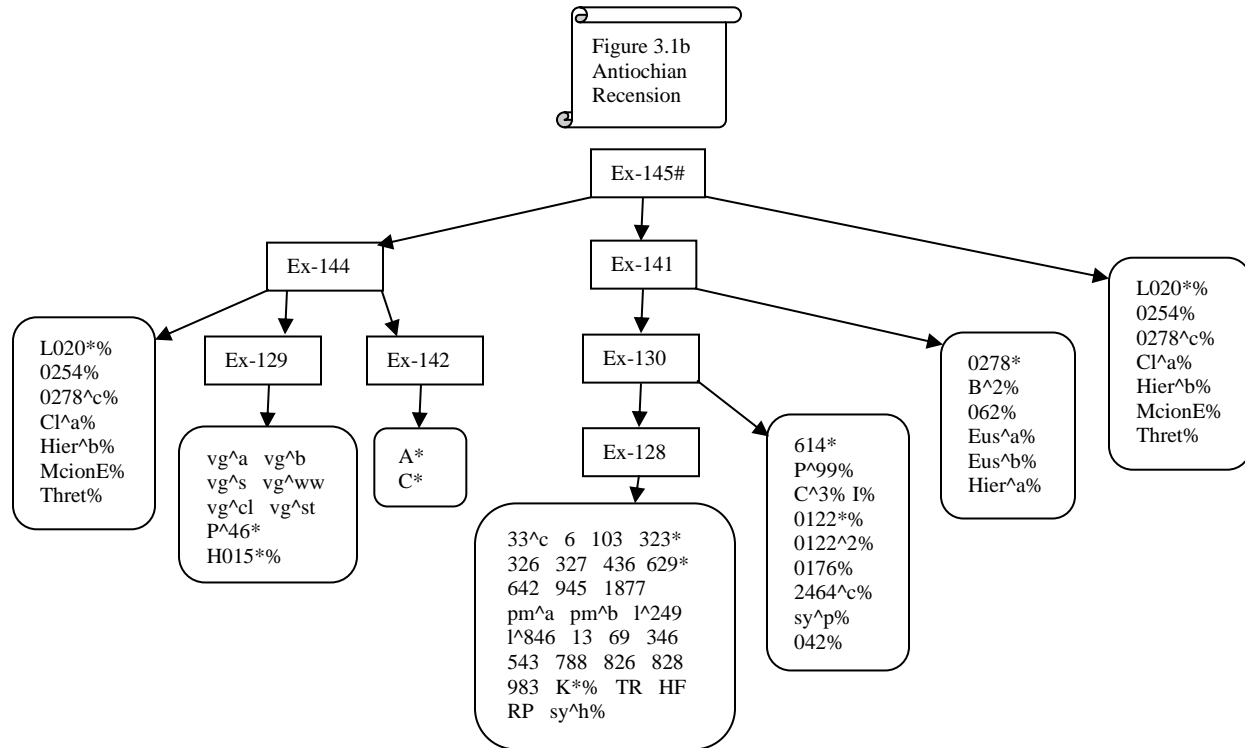 Figure 3.1b
Antiochian
Recension
Ex-145#
Ex-144
Ex-141
L020*%
0254%
0278^c%
Cl^a%
Hier^b%
McionE%
Thret%
Ex-129
Ex-142
Ex-130
0278*
B^2%
062%
Eus^a%
Eus^b%
Hier^a%
L020*%
0254%
0278^c%
Cl^a%
Hier^b%
McionE%
Thret%
vg^a vg^b
vg^s vg^ww
vg^cl vg^st
P^46*
H015*%
A*
C*
Ex-128
614*
P^99%
C^3% I%
0122*%
0122^2%
0176%
2464^c%
sy^p%
042%
33^c 6 103 323*
326 327 436 629*
642 945 1877
pm^a pm^b l^249
l^846 13 69 346
543 788 826 828
983 K*% TR HF
RP sy^h%